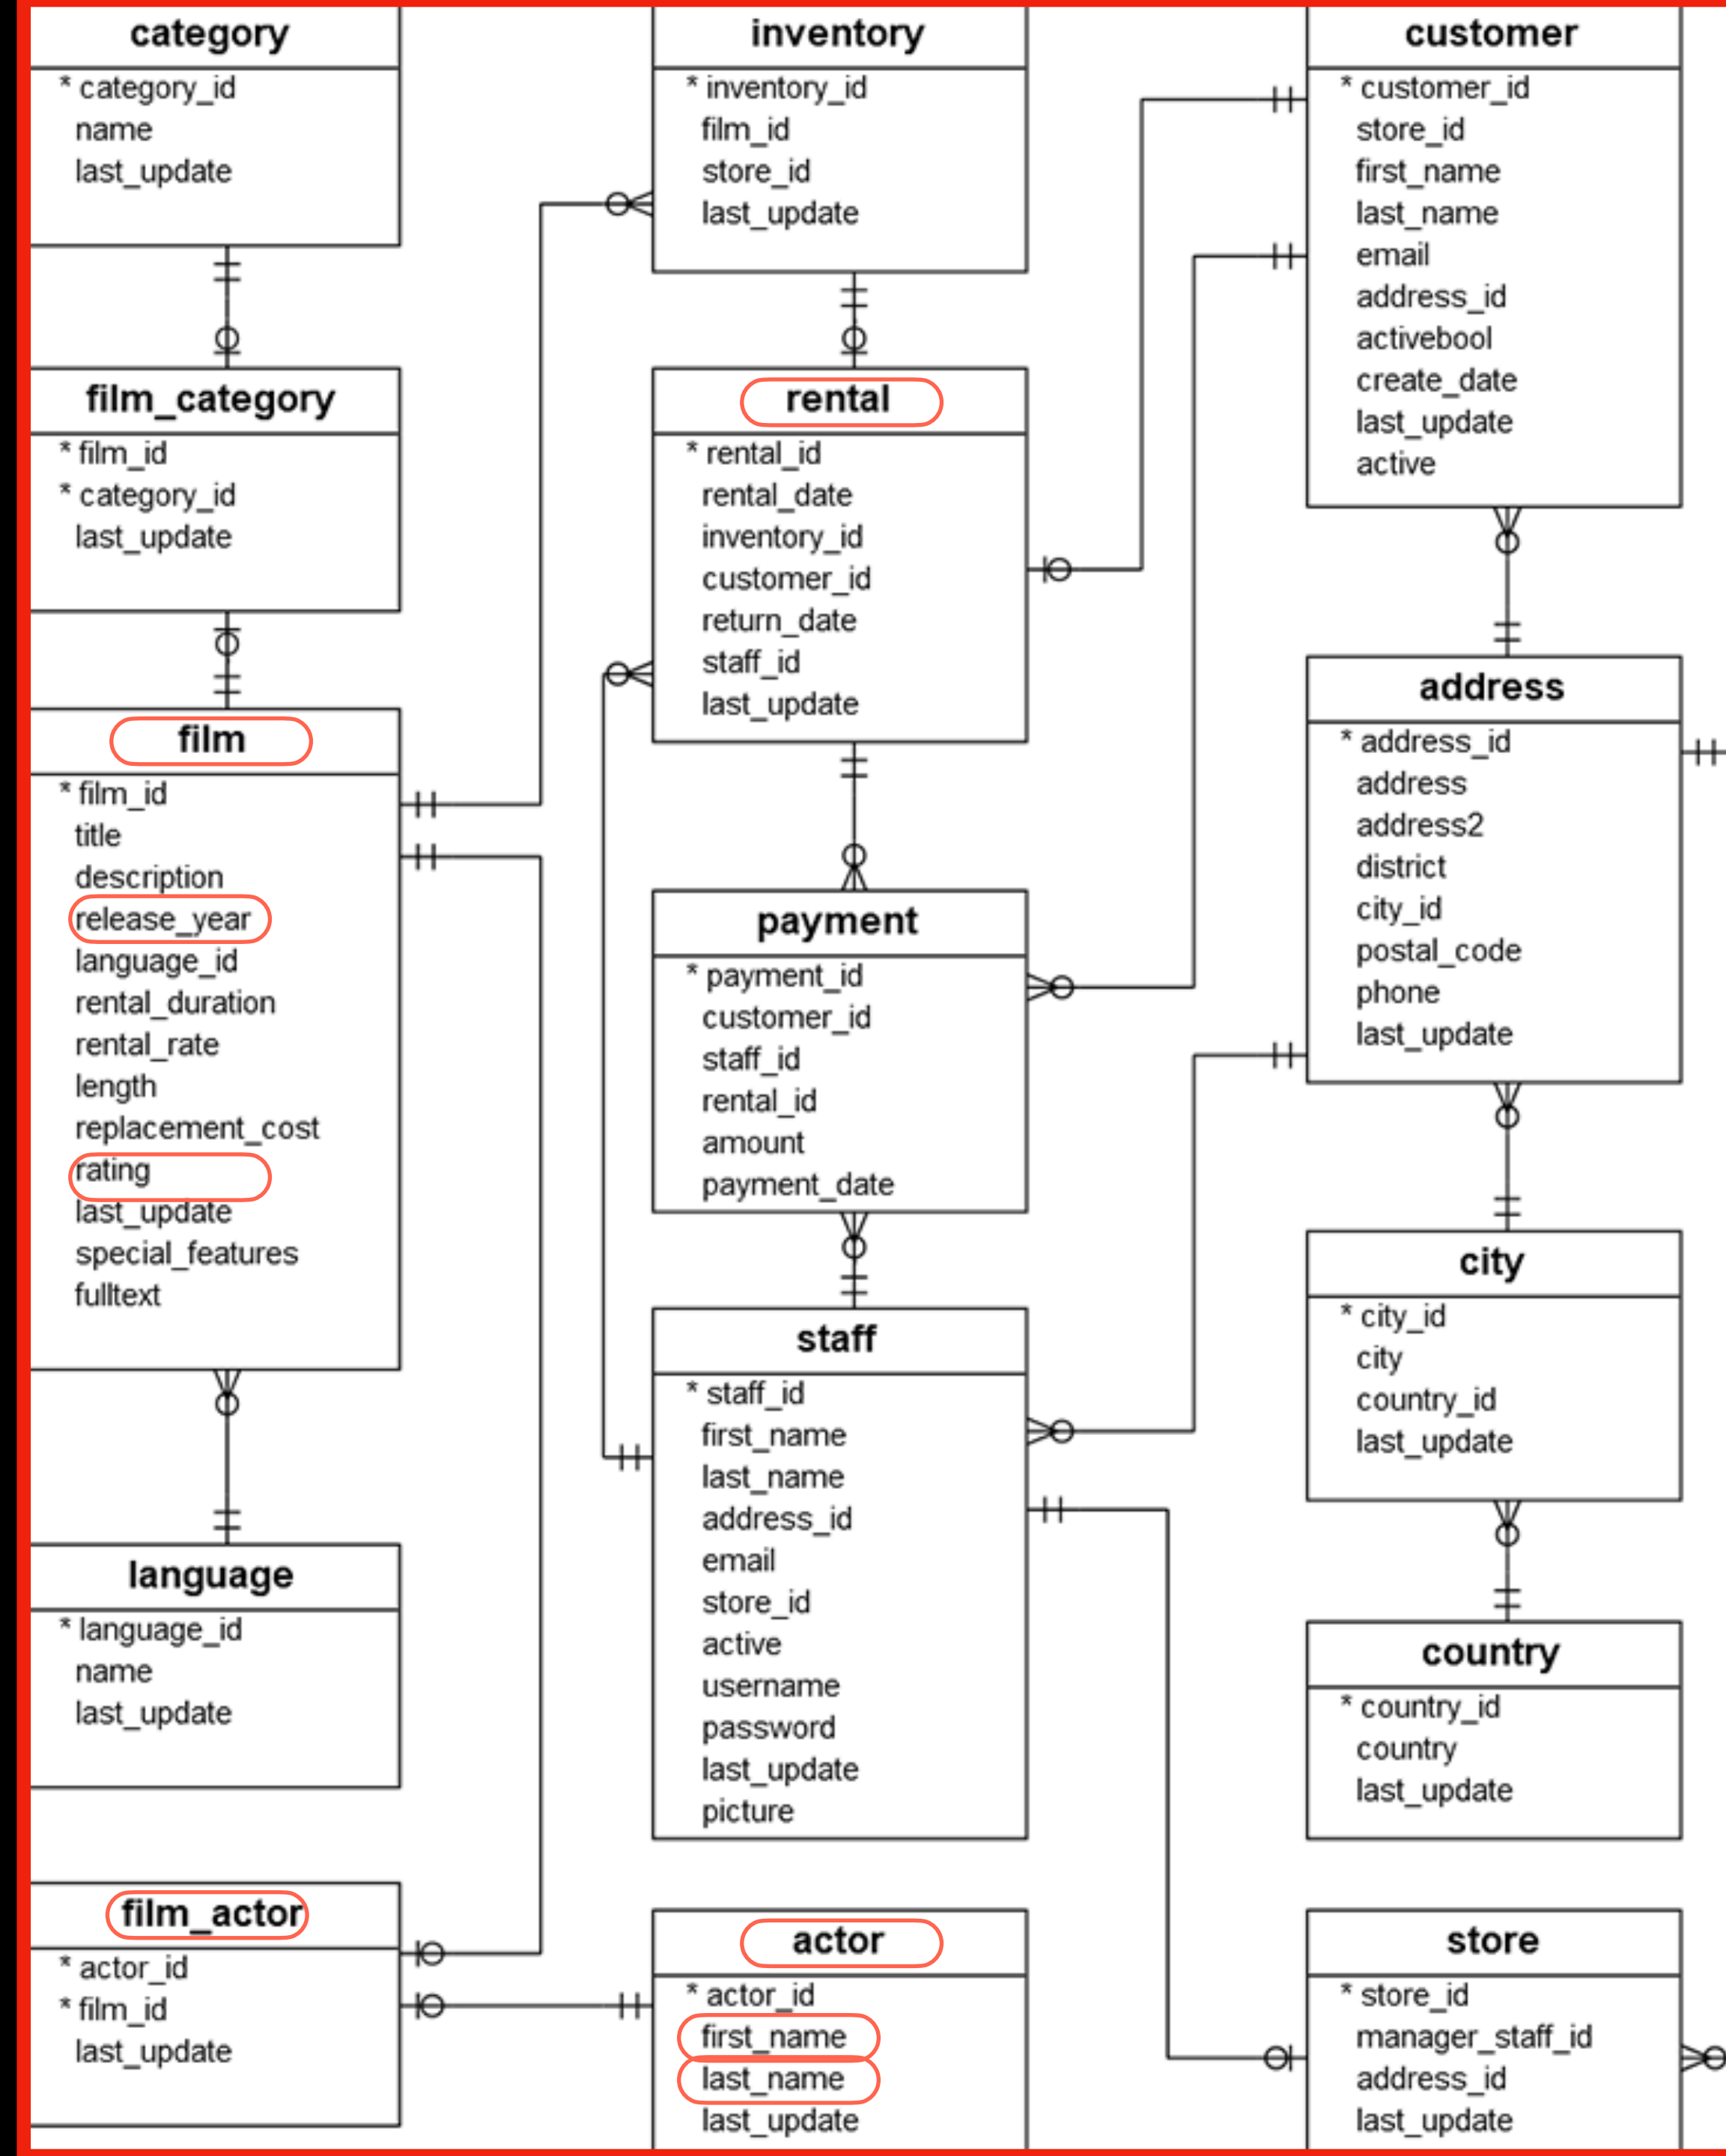 category
* category_id
name
last_update
film_category
* film_id
* category_id
last_update
film
* film_id
title
description
release_year
language_id
rental_duration
rental_rate
length
replacement_cost
rating
last_update
special_features
fulltext
language
* language_id
name
last_update
film_actor
* actor_id
* film_id
last_update
inventory
* inventory_id
film_id
store_id
last_update
rental
* rental_id
rental_date
inventory_id
customer_id
return_date
staff_id
last_update
payment
* payment_id
customer_id
staff_id
rental_id
amount
payment_date
staff
* staff_id
first_name
last_name
address_id
email
store_id
active
username
password
last_update
picture
actor
* actor_id
first_name
last_name
last_update
customer
* customer_id
store_id
first_name
last_name
email
address_id
activebool
create_date
last_update
active
address
* address_id
address
address2
district
city_id
postal_code
phone
last_update
city
* city_id
city
country_id
last_update
country
* country_id
country
last_update
store
* store_id
manager_staff_id
address_id
last_update